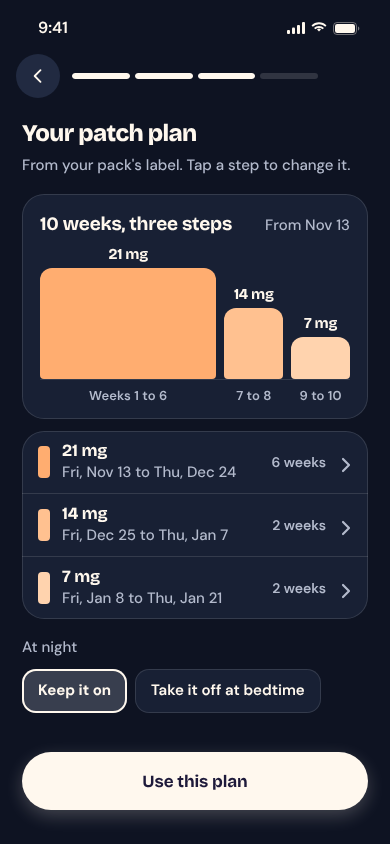 9:41
Your patch plan
From your pack's label. Tap a step to change it.
10 weeks, three steps
From Nov 13
21 mg
14 mg
7 mg
Weeks 1 to 6
7 to 8
9 to 10
21 mg
Fri, Nov 13 to Thu, Dec 24
6 weeks
14 mg
Fri, Dec 25 to Thu, Jan 7
2 weeks
7 mg
Fri, Jan 8 to Thu, Jan 21
2 weeks
At night
Keep it on
Take it off at bedtime
Use this plan